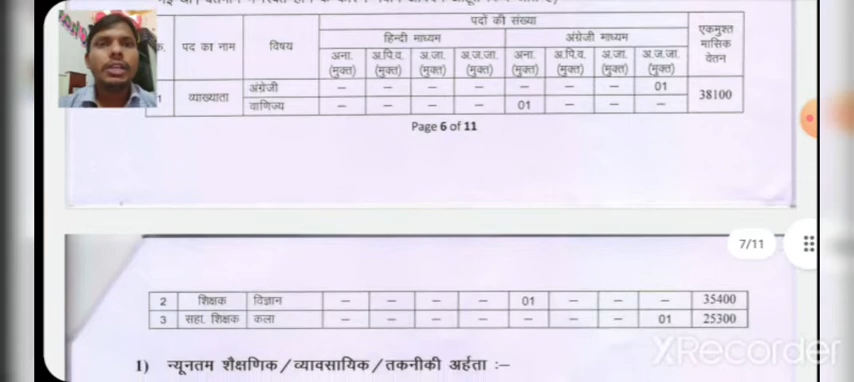 पदों की संख्या
क्र. पद का नाम विषय हिन्दी माध्यम अंग्रेजी माध्यम एकमुश्त मासिक वेतन
अना. (मुक्त) अ.पि.व. (मुक्त) अ.जा. (मुक्त) अ.ज.जा. (मुक्त) अना. (मुक्त) अ.पि.व. (मुक्त) अ.जा. (मुक्त) अ.ज.जा. (मुक्त)
1 व्याख्याता अंग्रेजी – – – – – – – 01 38100
वाणिज्य – – – – 01 – – –
Page 6 of 11
7/11
2 शिक्षक विज्ञान – – – – 01 – – – 35400
3 सहा. शिक्षक कला – – – – – – – 01 25300
1) न्यूनतम शैक्षणिक/व्यावसायिक/तकनीकी अर्हता :–
XRecorder